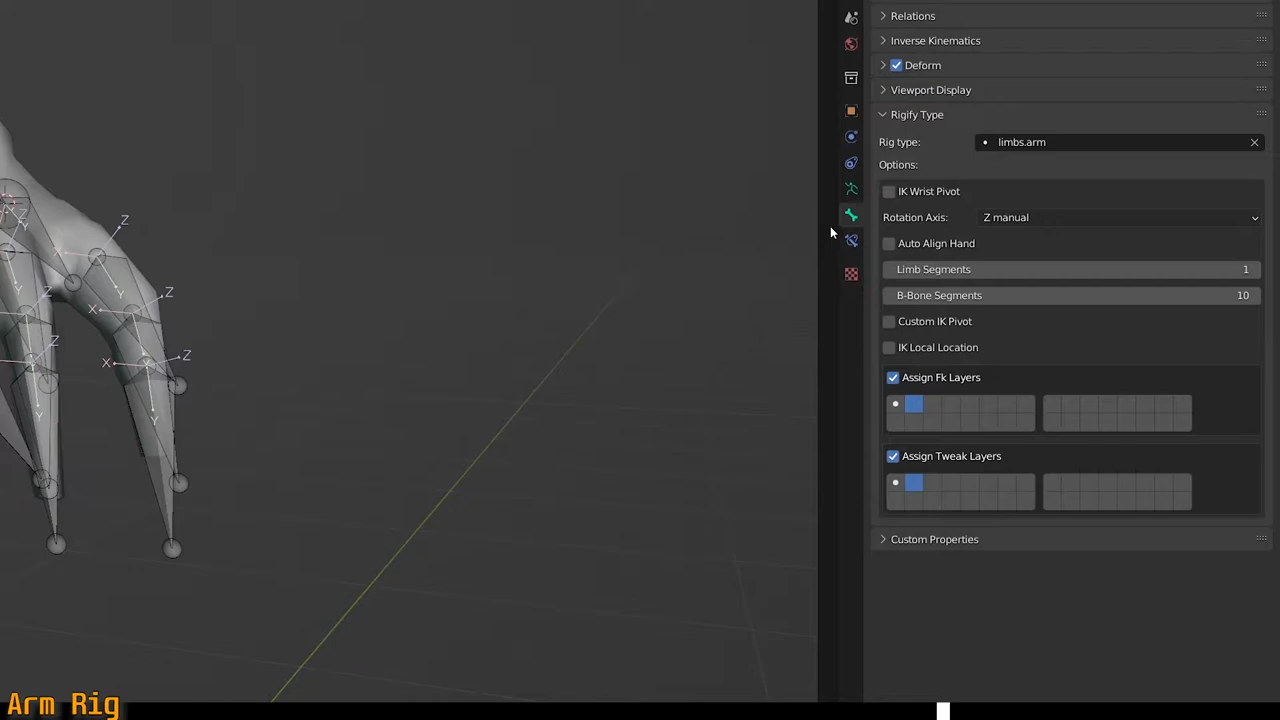 Relations
Inverse Kinematics
Deform
Viewport Display
Rigify Type
Rig type: limbs.arm
Options:
IK Wrist Pivot
Rotation Axis: Z manual
Auto Align Hand
Limb Segments 1
B-Bone Segments 10
Custom IK Pivot
IK Local Location
Assign Fk Layers
Assign Tweak Layers
Custom Properties
Z
X
Y
Z
Y
Z
X
Y
Z
Z
X
Y
Z
Y
Y
Arm Rig